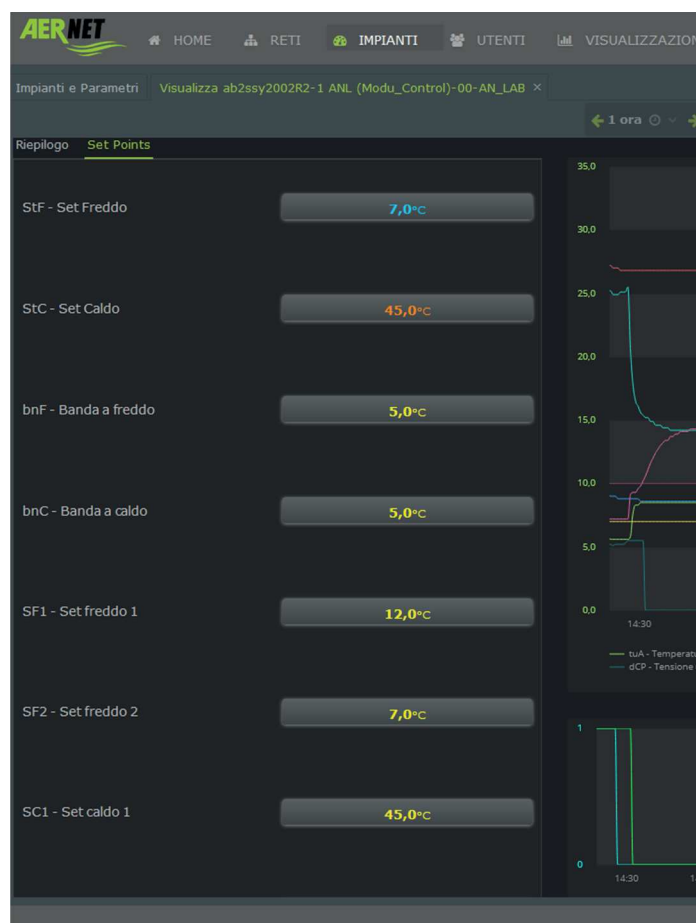 AERNET
HOME
RETI
IMPIANTI
UTENTI
VISUALIZZAZION
Impianti e Parametri
Visualizza ab2ssy2002R2-1 ANL (Modu_Control)-00-AN_LAB ×
1 ora
Riepilogo
Set Points
StF - Set Freddo
7,0°C
StC - Set Caldo
45,0°C
bnF - Banda a freddo
5,0°C
bnC - Banda a caldo
5,0°C
SF1 - Set freddo 1
12,0°C
SF2 - Set freddo 2
7,0°C
SC1 - Set caldo 1
45,0°C
35,0
30,0
25,0
20,0
15,0
10,0
5,0
0,0
14:30
tuA - Temperatu
dCP - Tensione
1
0
14:30
1